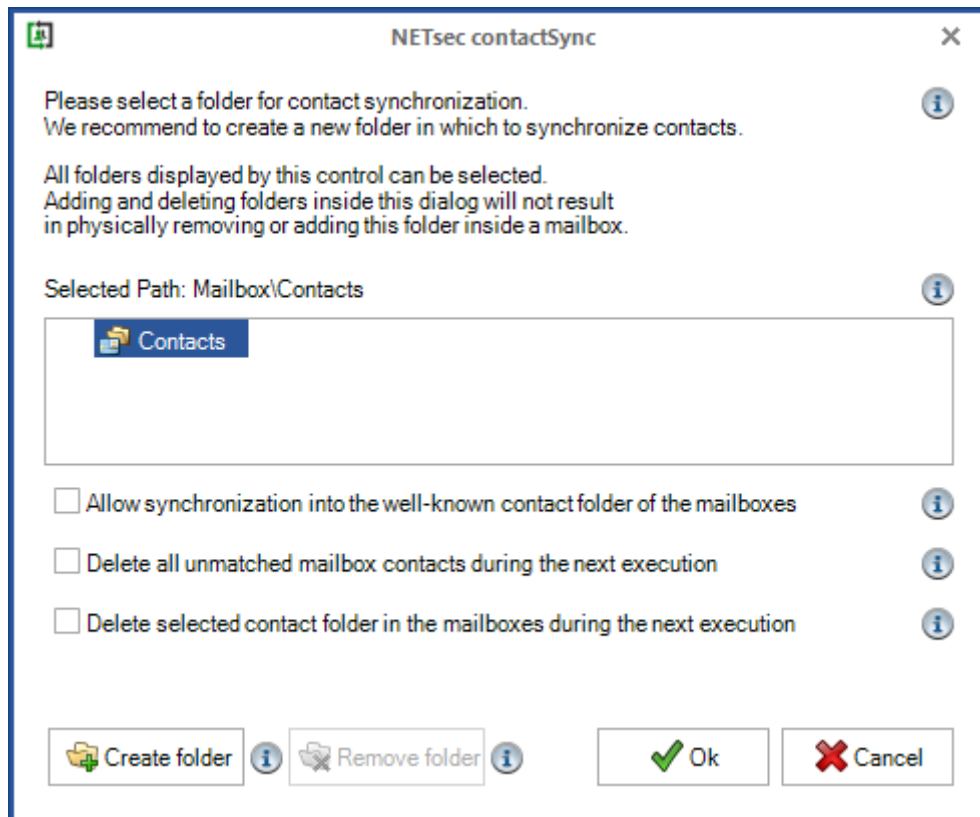 NETsec contactSync
Please select a folder for contact synchronization.
We recommend to create a new folder in which to synchronize contacts.
All folders displayed by this control can be selected.
Adding and deleting folders inside this dialog will not result
in physically removing or adding this folder inside a mailbox.
Selected Path: Mailbox\Contacts
Contacts
Allow synchronization into the well-known contact folder of the mailboxes
Delete all unmatched mailbox contacts during the next execution
Delete selected contact folder in the mailboxes during the next execution
Create folder Remove folder Ok Cancel